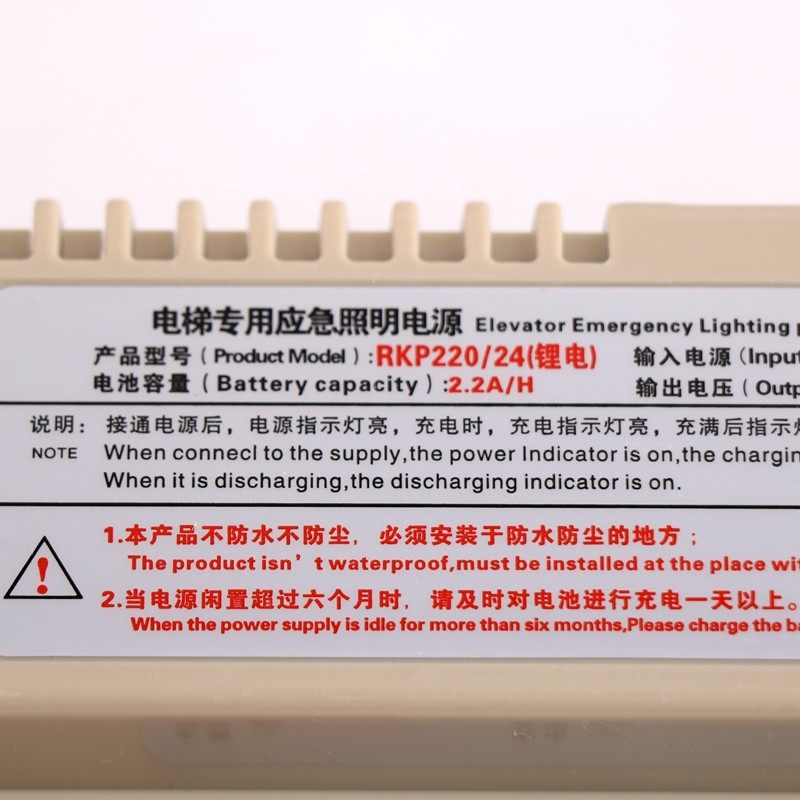 电梯专用应急照明电源 Elevator Emergency Lighting
产品型号(Product Model):RKP220/24(锂电) 输入电源(Input
电池容量(Battery capacity):2.2A/H 输出电压(Outp
说明:接通电源后,电源指示灯亮,充电时,充电指示灯亮,充满后指示灯
NOTE When connecl to the supply,the power Indicator is on,the chargin
When it is discharging,the discharging indicator is on.
! 1.本产品不防水不防尘,必须安装于防水防尘的地方;
The product isn't waterproof,must be installed at the place wit
2.当电源闲置超过六个月时,请及时对电池进行充电一天以上。
When the power supply is idle for more than six months,Please charge the ba